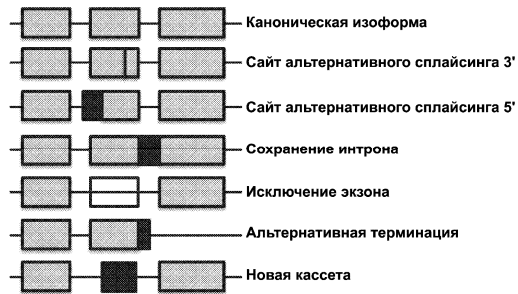 Каноническая изоформа
Сайт альтернативного сплайсинга 3'
Сайт альтернативного сплайсинга 5'
Сохранение интрона
Исключение экзона
Альтернативная терминация
Новая кассета